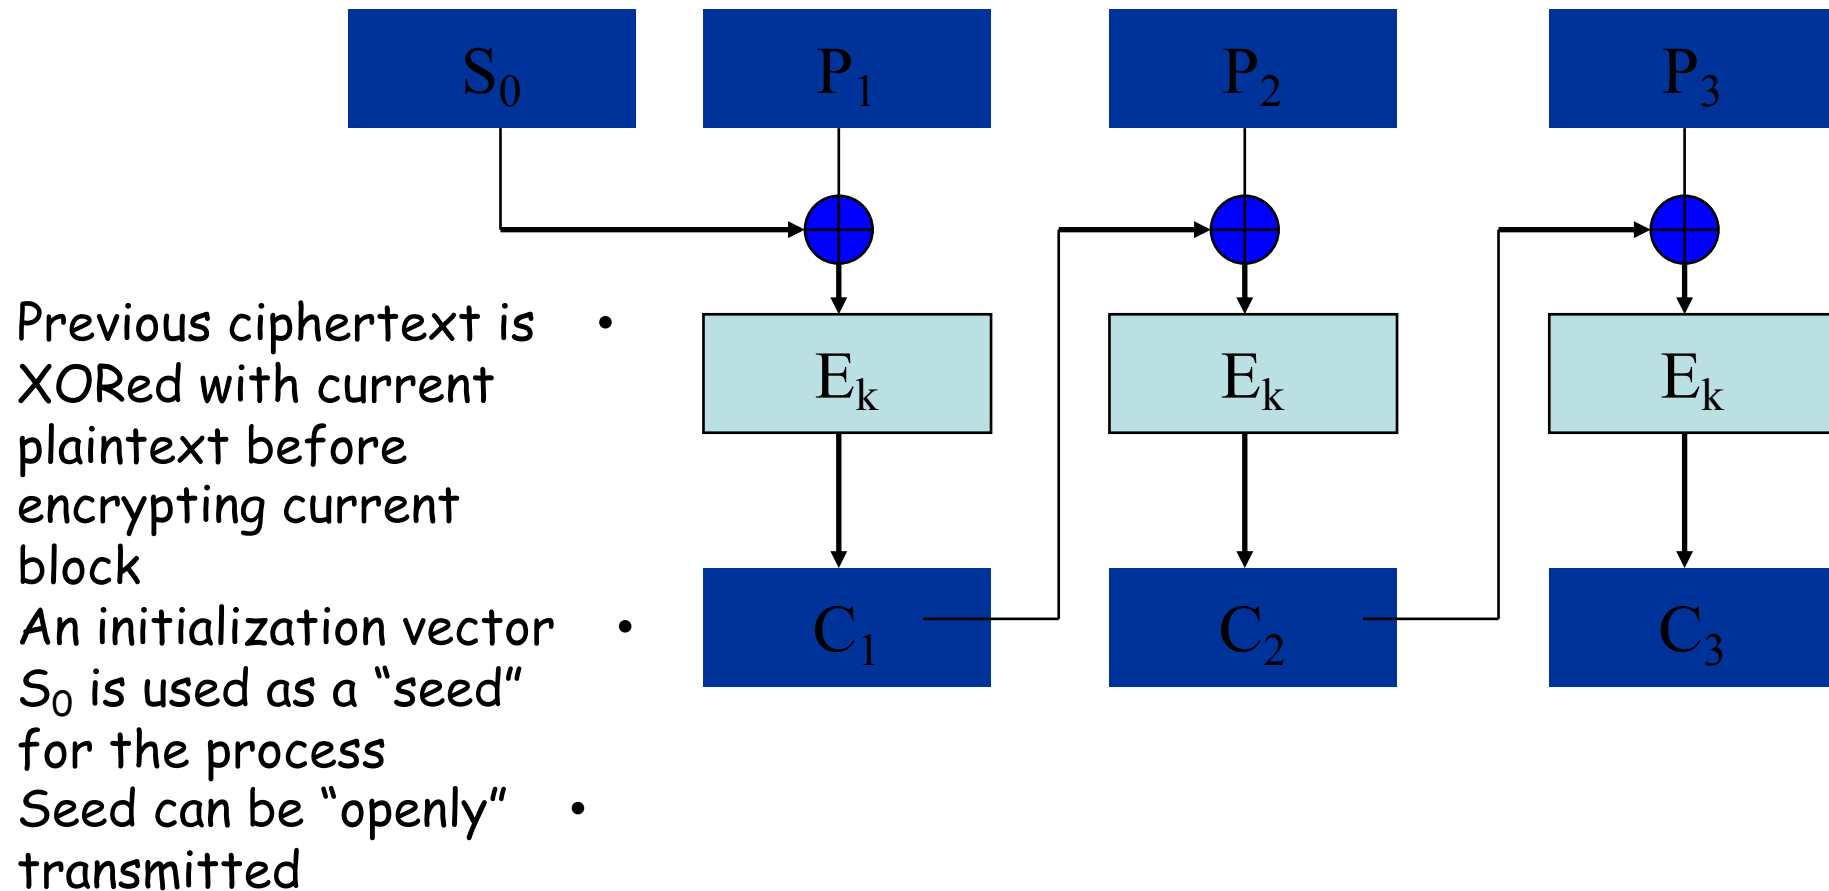 S₀ P₁ P₂ P₃
Previous ciphertext is •
XORed with current
plaintext before
encrypting current
block
An initialization vector •
S₀ is used as a “seed”
for the process
Seed can be “openly” •
transmitted
Eₖ Eₖ Eₖ
C₁ C₂ C₃